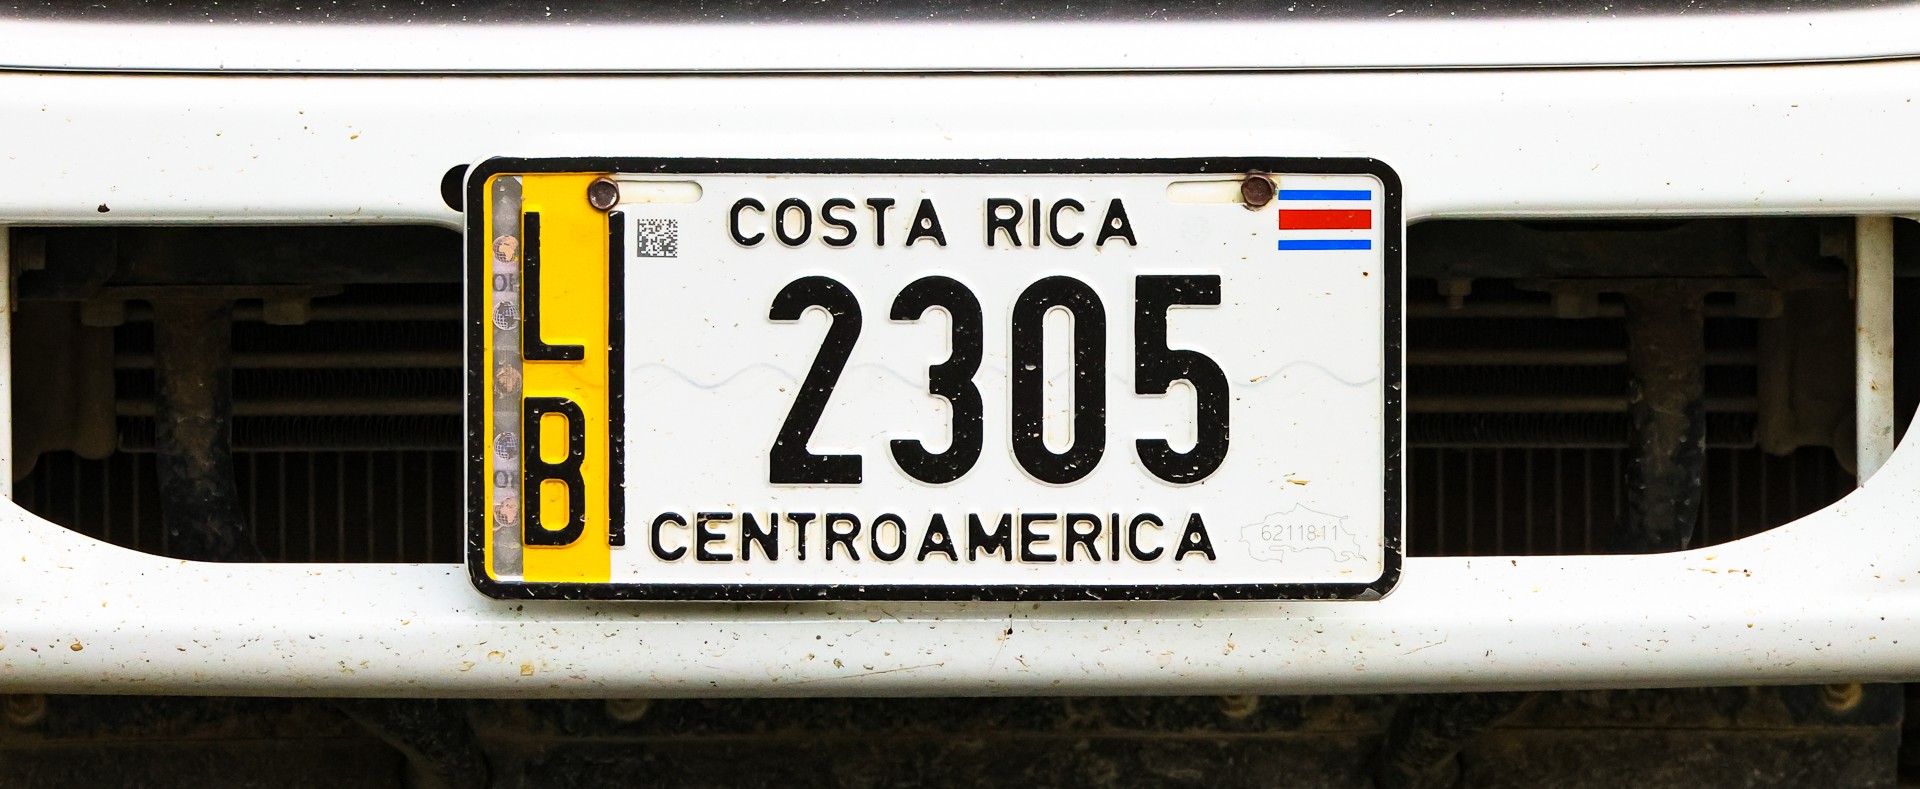 COSTA RICA
LB
2305
CENTROAMERICA
6211811